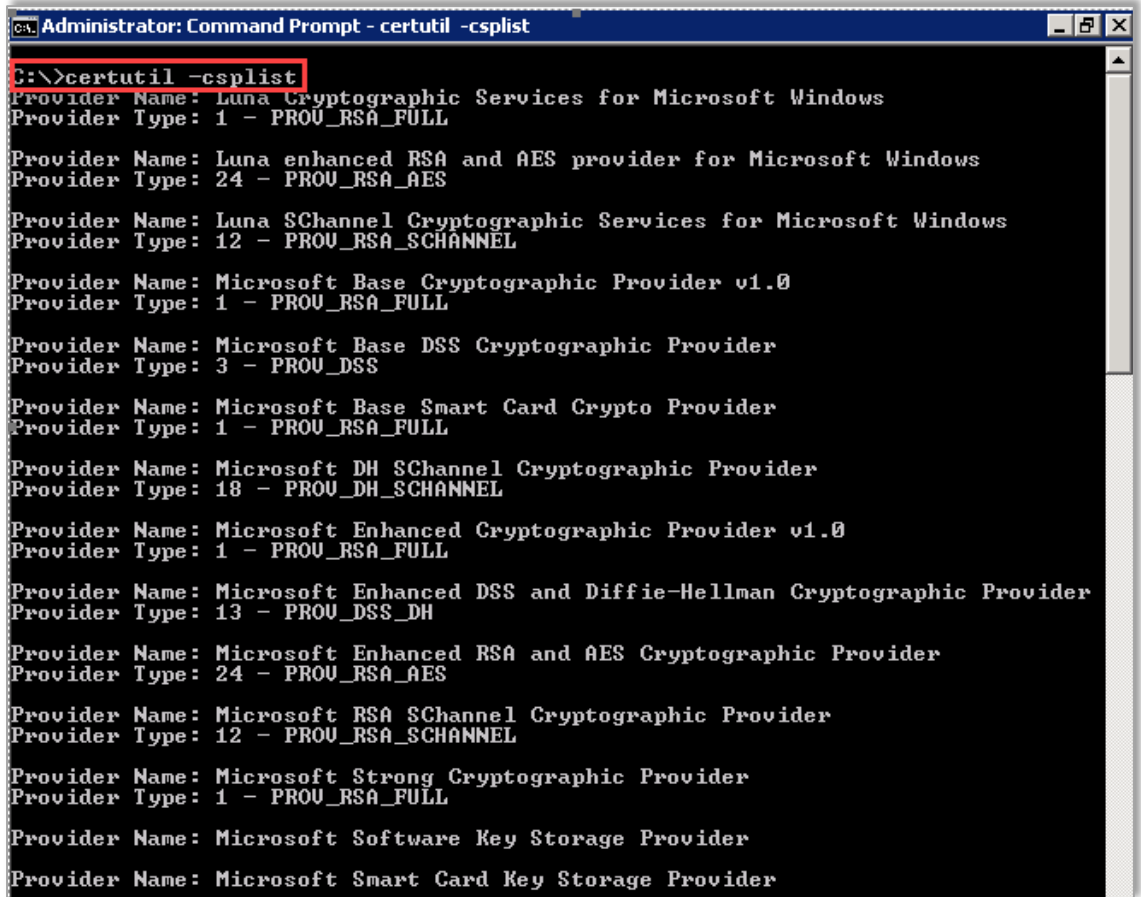 Administrator: Command Prompt - certutil -csplist
C:\>certutil -csplist
Provider Name: Luna Cryptographic Services for Microsoft Windows
Provider Type: 1 - PROV_RSA_FULL
Provider Name: Luna enhanced RSA and AES provider for Microsoft Windows
Provider Type: 24 - PROV_RSA_AES
Provider Name: Luna SChannel Cryptographic Services for Microsoft Windows
Provider Type: 12 - PROV_RSA_SCHANNEL
Provider Name: Microsoft Base Cryptographic Provider v1.0
Provider Type: 1 - PROV_RSA_FULL
Provider Name: Microsoft Base DSS Cryptographic Provider
Provider Type: 3 - PROV_DSS
Provider Name: Microsoft Base Smart Card Crypto Provider
Provider Type: 1 - PROV_RSA_FULL
Provider Name: Microsoft DH SChannel Cryptographic Provider
Provider Type: 18 - PROV_DH_SCHANNEL
Provider Name: Microsoft Enhanced Cryptographic Provider v1.0
Provider Type: 1 - PROV_RSA_FULL
Provider Name: Microsoft Enhanced DSS and Diffie-Hellman Cryptographic Provider
Provider Type: 13 - PROV_DSS_DH
Provider Name: Microsoft Enhanced RSA and AES Cryptographic Provider
Provider Type: 24 - PROV_RSA_AES
Provider Name: Microsoft RSA SChannel Cryptographic Provider
Provider Type: 12 - PROV_RSA_SCHANNEL
Provider Name: Microsoft Strong Cryptographic Provider
Provider Type: 1 - PROV_RSA_FULL
Provider Name: Microsoft Software Key Storage Provider
Provider Name: Microsoft Smart Card Key Storage Provider